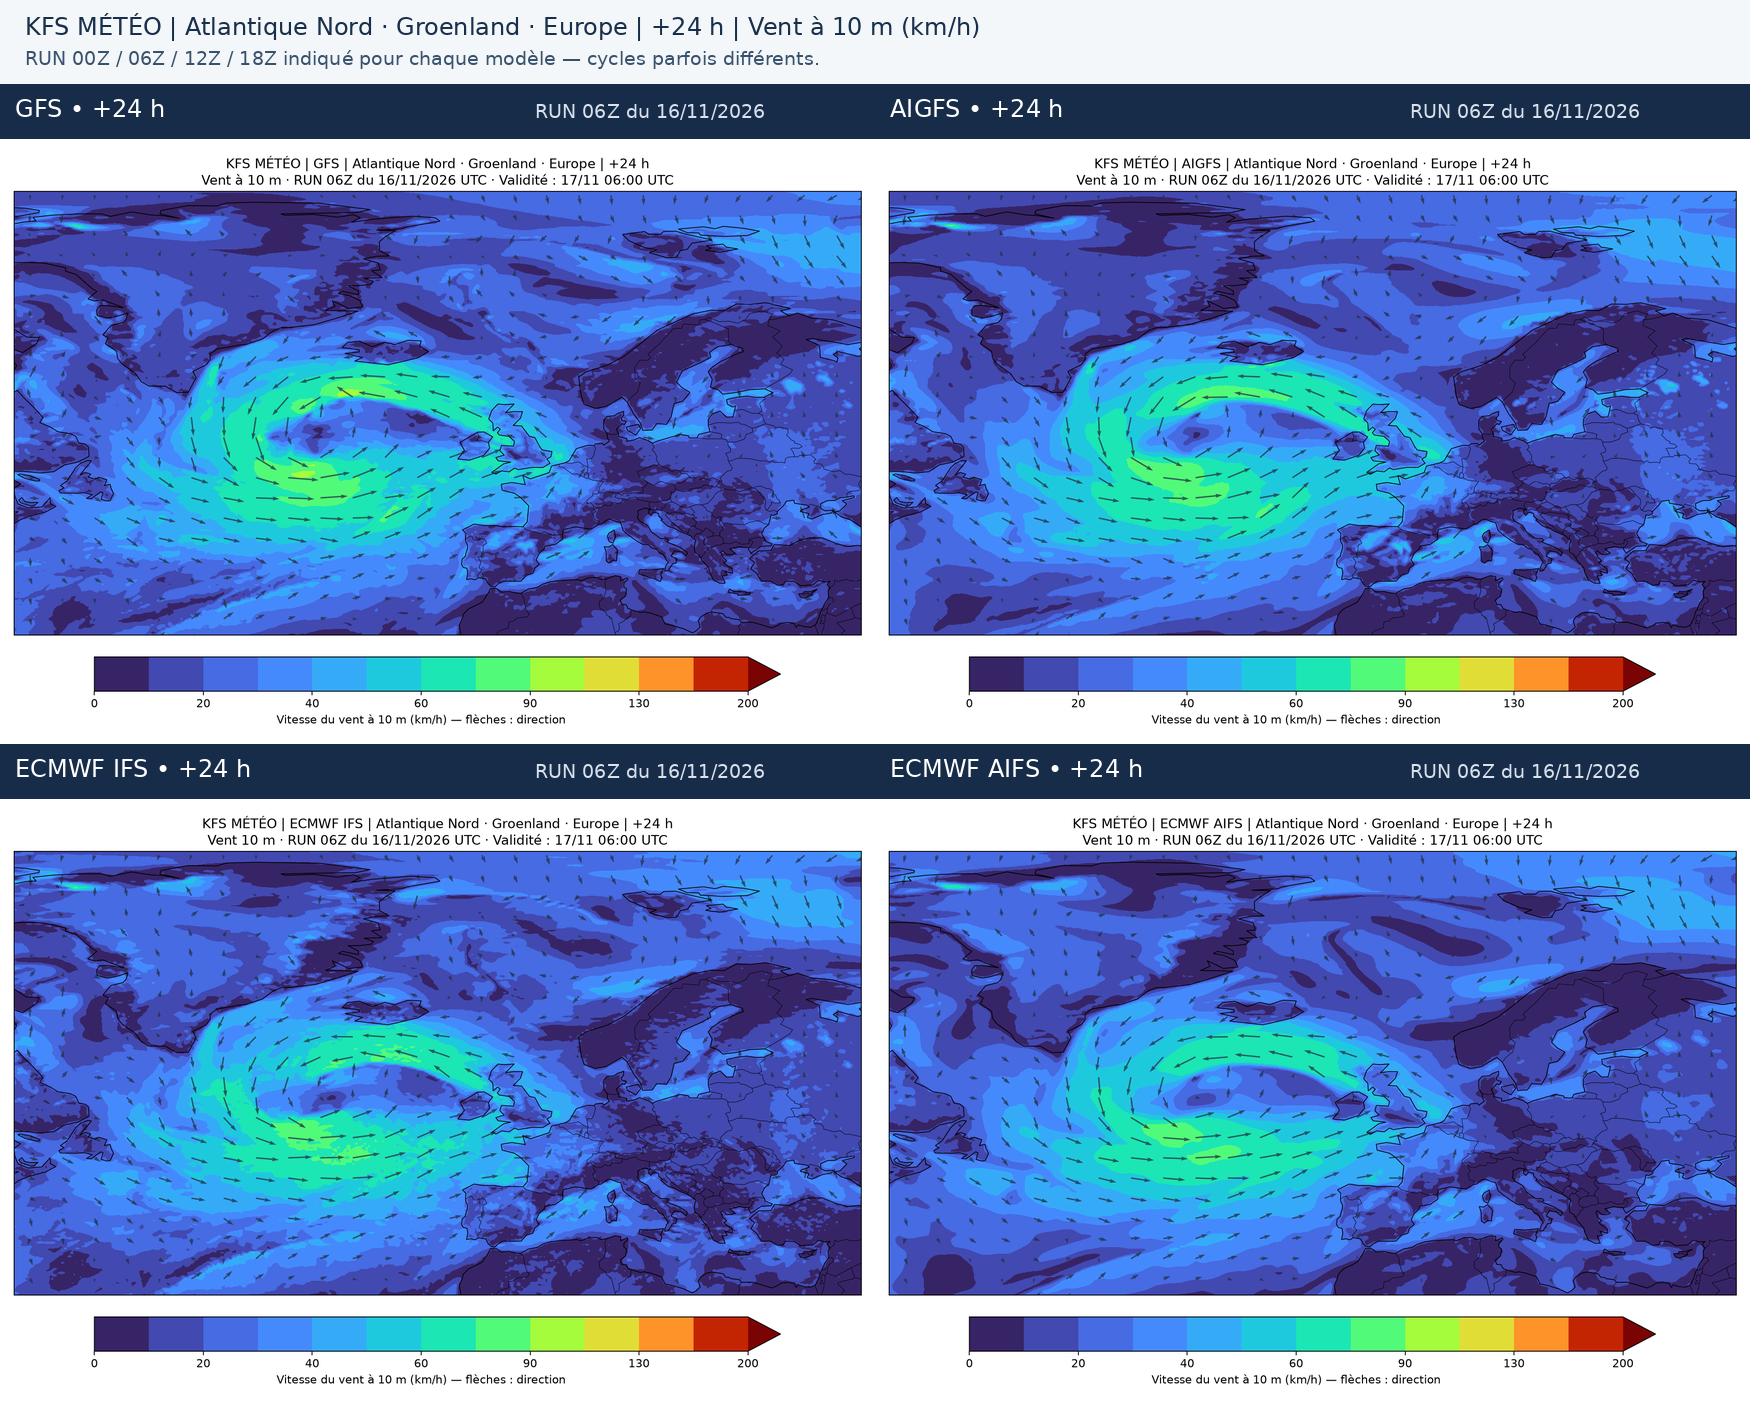 KFS MÉTÉO | Atlantique Nord · Groenland · Europe | +24 h | Vent à 10 m (km/h)
RUN 00Z / 06Z / 12Z / 18Z indiqué pour chaque modèle — cycles parfois différents.
GFS • +24 h
RUN 06Z du 16/11/2026
KFS MÉTÉO | GFS | Atlantique Nord · Groenland · Europe | +24 h
Vent à 10 m · RUN 06Z du 16/11/2026 UTC · Validité : 17/11 06:00 UTC
0 20 40 60 90 130 200
Vitesse du vent à 10 m (km/h) — flèches : direction
AIGFS • +24 h
RUN 06Z du 16/11/2026
KFS MÉTÉO | AIGFS | Atlantique Nord · Groenland · Europe | +24 h
Vent à 10 m · RUN 06Z du 16/11/2026 UTC · Validité : 17/11 06:00 UTC
0 20 40 60 90 130 200
Vitesse du vent à 10 m (km/h) — flèches : direction
ECMWF IFS • +24 h
RUN 06Z du 16/11/2026
KFS MÉTÉO | ECMWF IFS | Atlantique Nord · Groenland · Europe | +24 h
Vent 10 m · RUN 06Z du 16/11/2026 UTC · Validité : 17/11 06:00 UTC
0 20 40 60 90 130 200
Vitesse du vent à 10 m (km/h) — flèches : direction
ECMWF AIFS • +24 h
RUN 06Z du 16/11/2026
KFS MÉTÉO | ECMWF AIFS | Atlantique Nord · Groenland · Europe | +24 h
Vent 10 m · RUN 06Z du 16/11/2026 UTC · Validité : 17/11 06:00 UTC
0 20 40 60 90 130 200
Vitesse du vent à 10 m (km/h) — flèches : direction